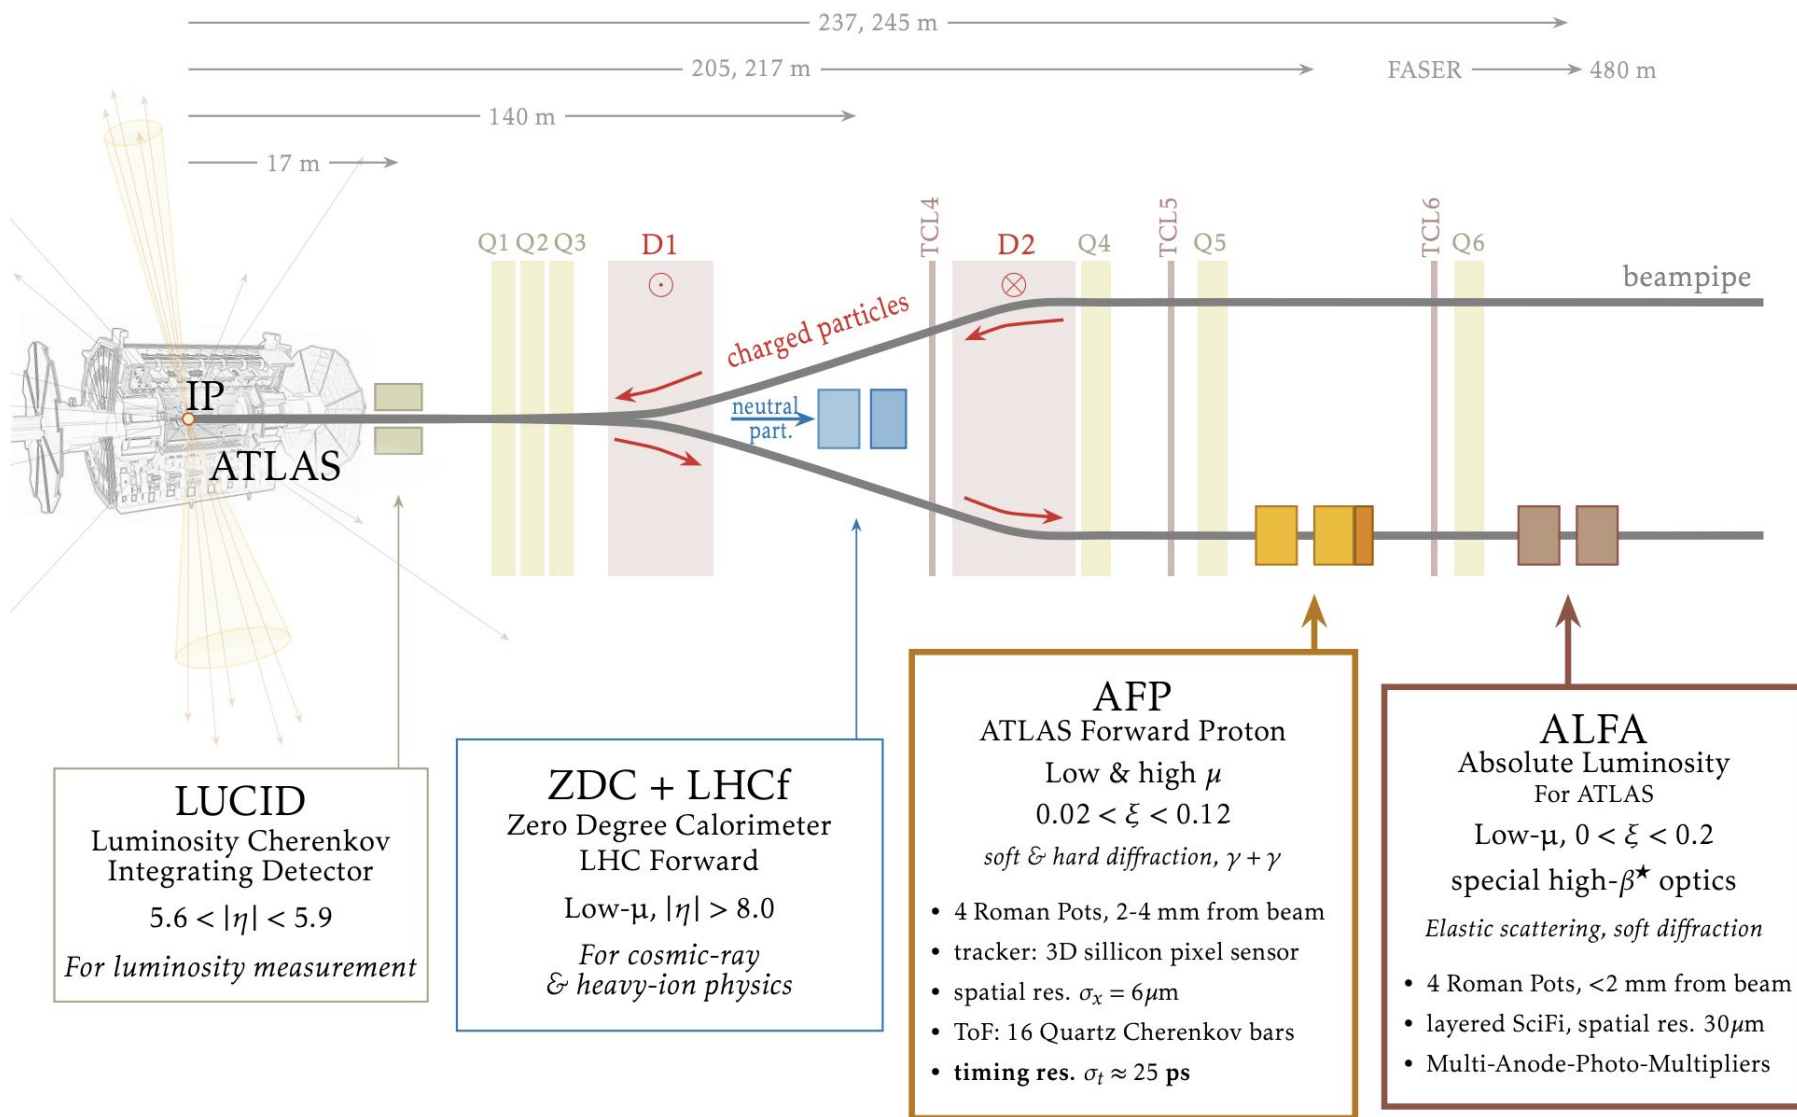 237, 245 m
205, 217 m
FASER
480 m
140 m
17 m
Q1 Q2 Q3
D1
TCL4
D2
Q4
TCL5
Q5
TCL6
Q6
beampipe
charged particles
IP
ATLAS
neutral
part.
LUCID
Luminosity Cherenkov
Integrating Detector
5.6 < |η| < 5.9
For luminosity measurement
ZDC + LHCf
Zero Degree Calorimeter
LHC Forward
Low-μ, |η| > 8.0
For cosmic-ray
& heavy-ion physics
AFP
ATLAS Forward Proton
Low & high μ
0.02 < ξ < 0.12
soft & hard diffraction, γ + γ
• 4 Roman Pots, 2-4 mm from beam
• tracker: 3D sillicon pixel sensor
• spatial res. σₓ = 6μm
• ToF: 16 Quartz Cherenkov bars
• timing res. σₜ ≈ 25 ps
ALFA
Absolute Luminosity
For ATLAS
Low-μ, 0 < ξ < 0.2
special high-β★ optics
Elastic scattering, soft diffraction
• 4 Roman Pots, <2 mm from beam
• layered SciFi, spatial res. 30μm
• Multi-Anode-Photo-Multipliers